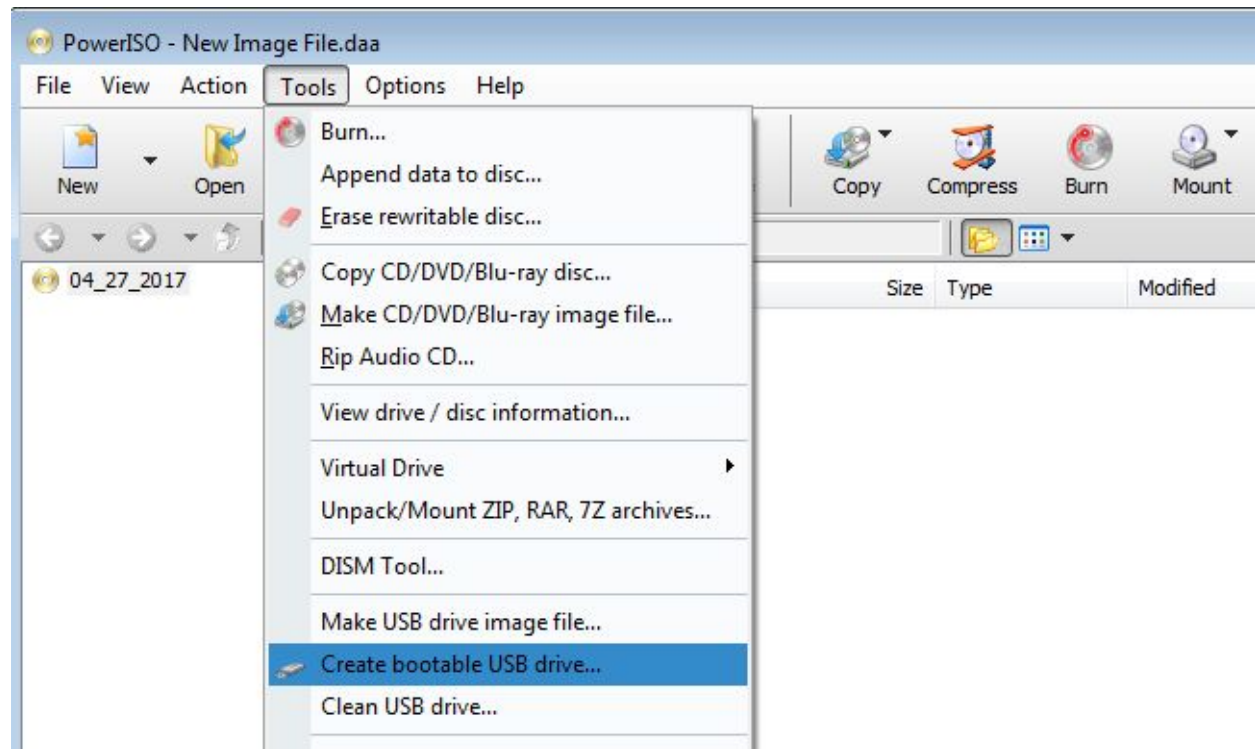 PowerISO - New Image File.daa
File View Action Tools Options Help
New Open Copy Compress Burn Mount
Burn...
Append data to disc...
Erase rewritable disc...
04_27_2017
Size Type Modified
Copy CD/DVD/Blu-ray disc...
Make CD/DVD/Blu-ray image file...
Rip Audio CD...
View drive / disc information...
Virtual Drive
Unpack/Mount ZIP, RAR, 7Z archives...
DISM Tool...
Make USB drive image file...
Create bootable USB drive...
Clean USB drive...